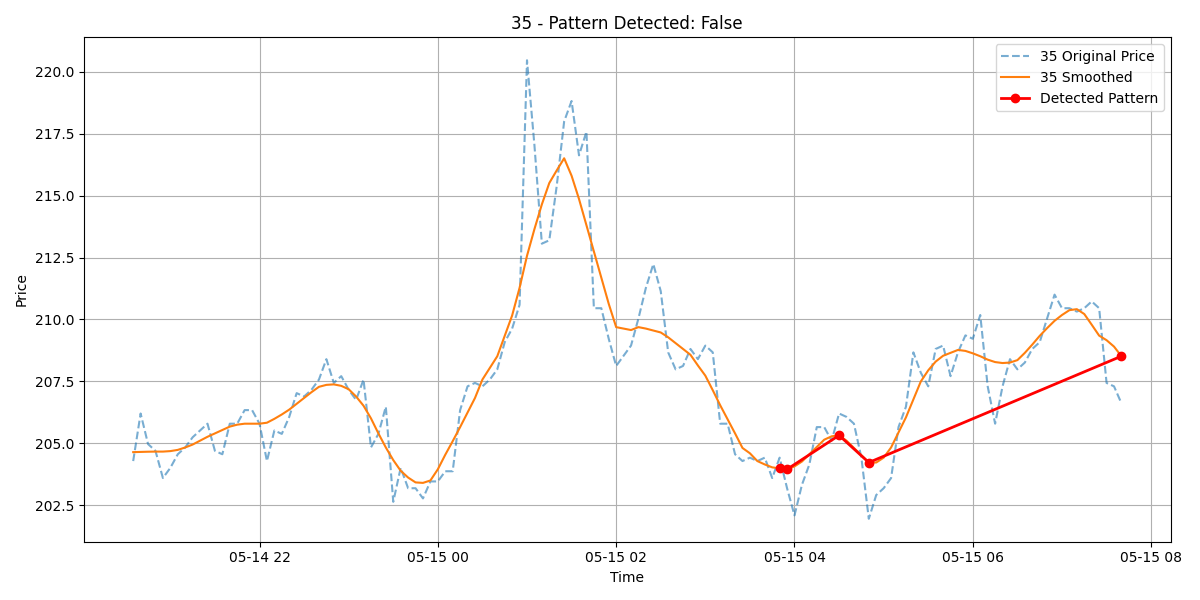 35 - Pattern Detected: False
35 Original Price
35 Smoothed
Detected Pattern
Price
220.0
217.5
215.0
212.5
210.0
207.5
205.0
202.5
05-14 22
05-15 00
05-15 02
05-15 04
05-15 06
05-15 08
Time